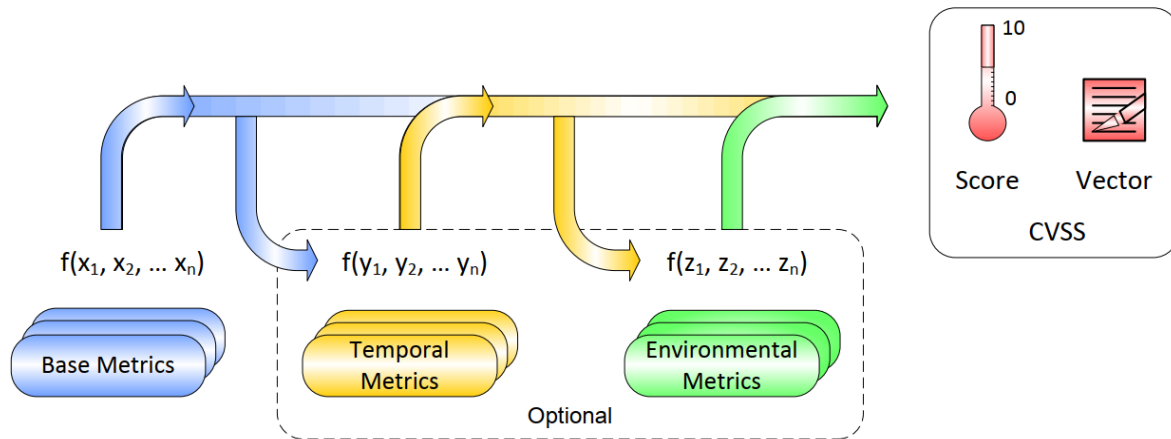 10
0
Score
Vector
CVSS
f(x₁, x₂, ... xₙ)
f(y₁, y₂, ... yₙ)
f(z₁, z₂, ... zₙ)
Base Metrics
Temporal
Metrics
Environmental
Metrics
Optional